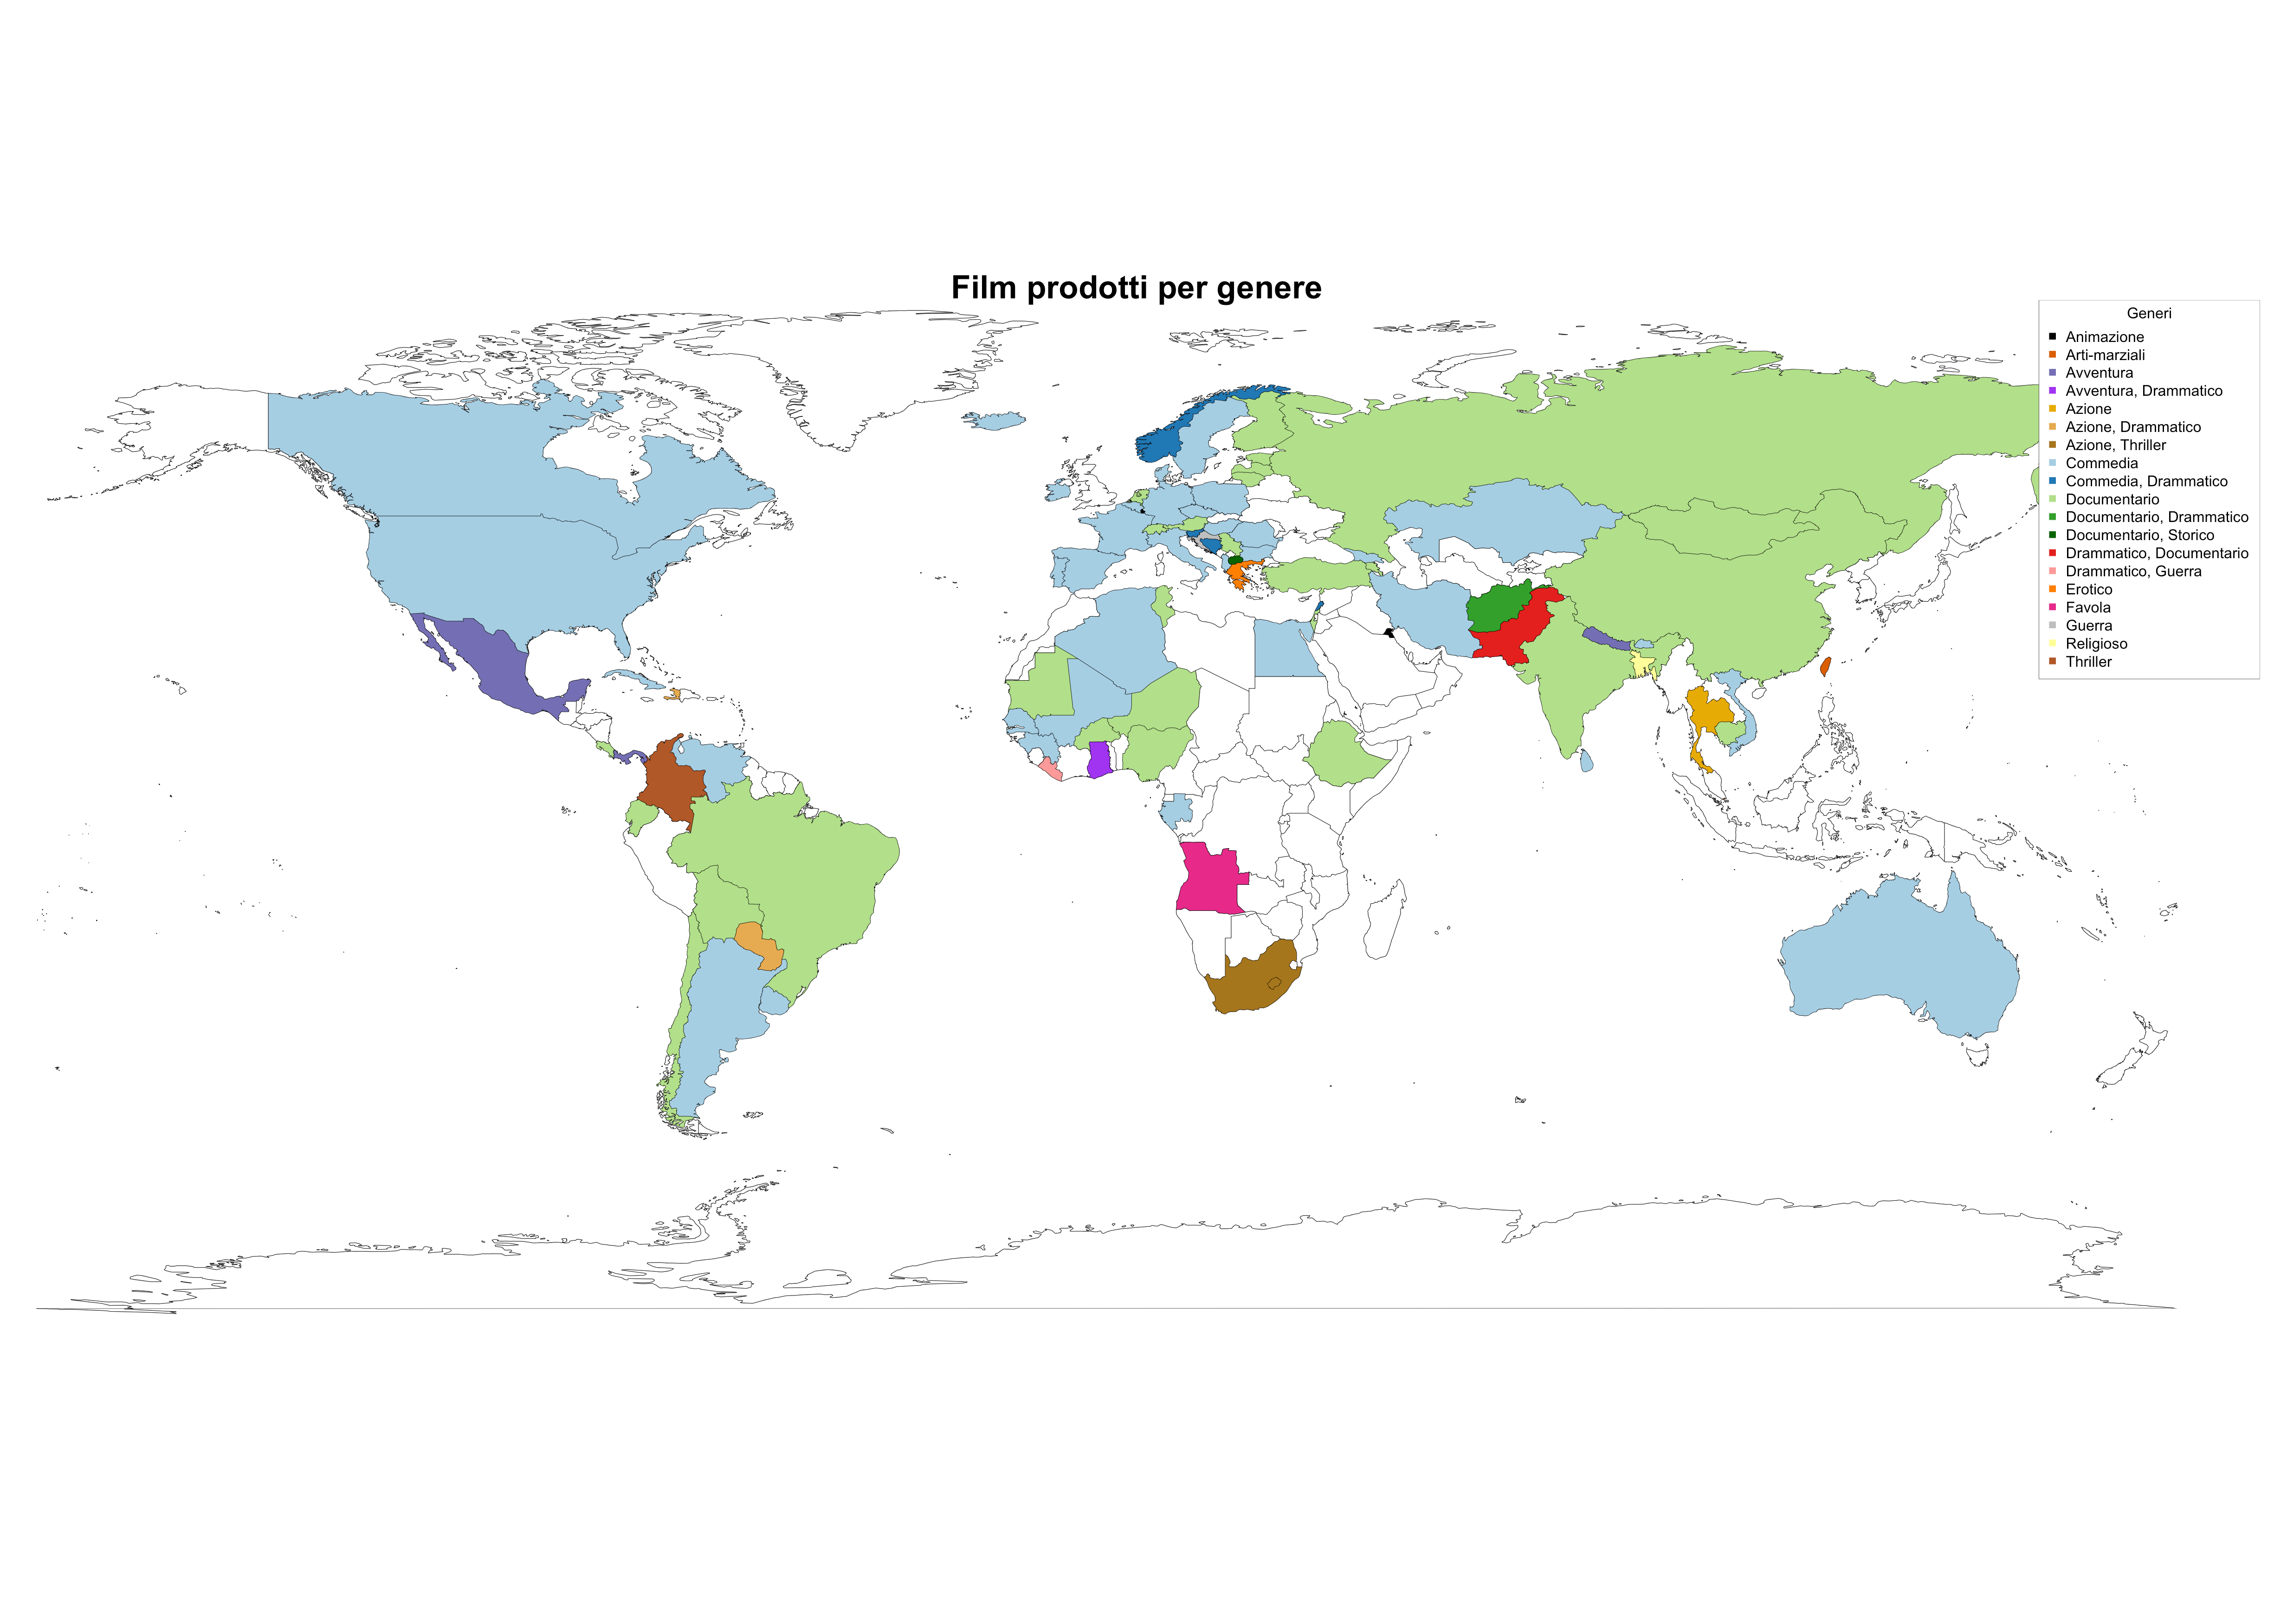 Film prodotti per genere
Generi
Animazione
Arti-marziali
Avventura
Avventura, Drammatico
Azione
Azione, Drammatico
Azione, Thriller
Commedia
Commedia, Drammatico
Documentario
Documentario, Drammatico
Documentario, Storico
Drammatico, Documentario
Drammatico, Guerra
Erotico
Favola
Guerra
Religioso
Thriller